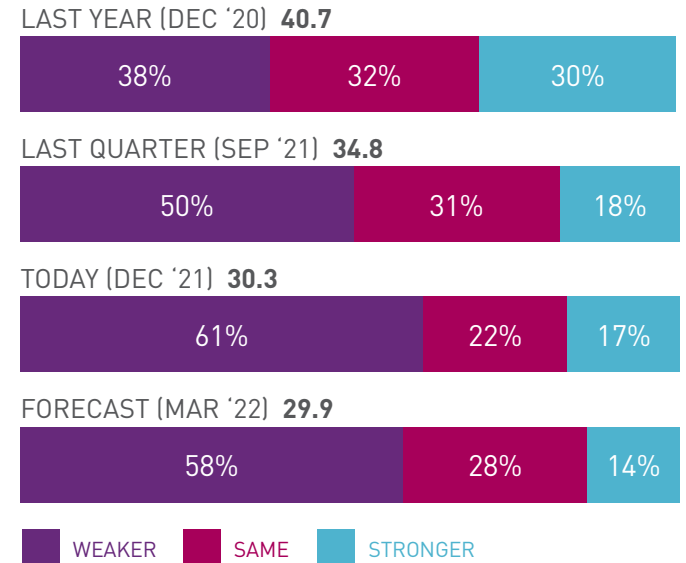 LAST YEAR (DEC ‘20) 40.7
38% 32% 30%
LAST QUARTER (SEP ‘21) 34.8
50% 31% 18%
TODAY (DEC ‘21) 30.3
61% 22% 17%
FORECAST (MAR ‘22) 29.9
58% 28% 14%
WEAKER SAME STRONGER